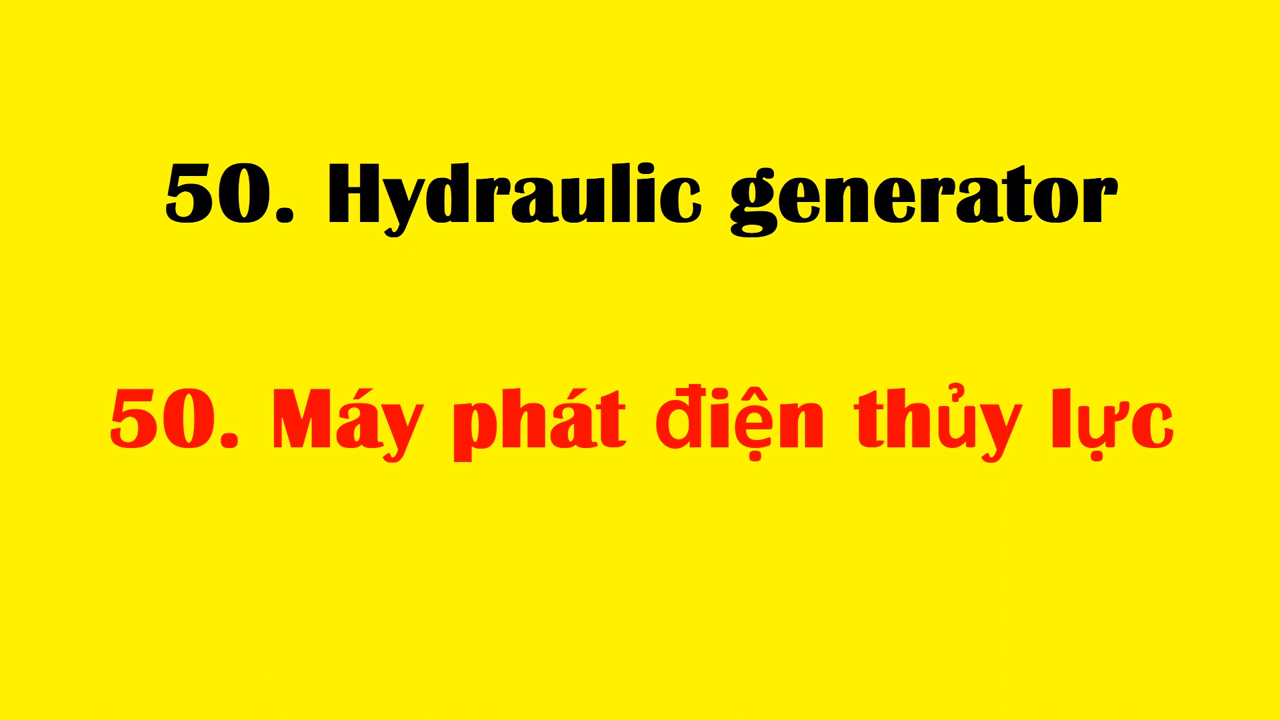 50. Hydraulic generator
50. Máy phát điện thủy lực